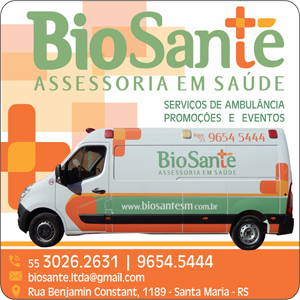 BioSante
ASSESSORIA EM SAÚDE
SERVIÇOS DE AMBULÂNCIA
PROMOÇÕES E EVENTOS
55 9654 5444
BioSante
ASSESSORIA EM SAÚDE
www.biosantesm.com.br
55 3026.2631 | 9654.5444
biosante.ltda@gmail.com
Rua Benjamin Constant, 1189 - Santa Maria - RS